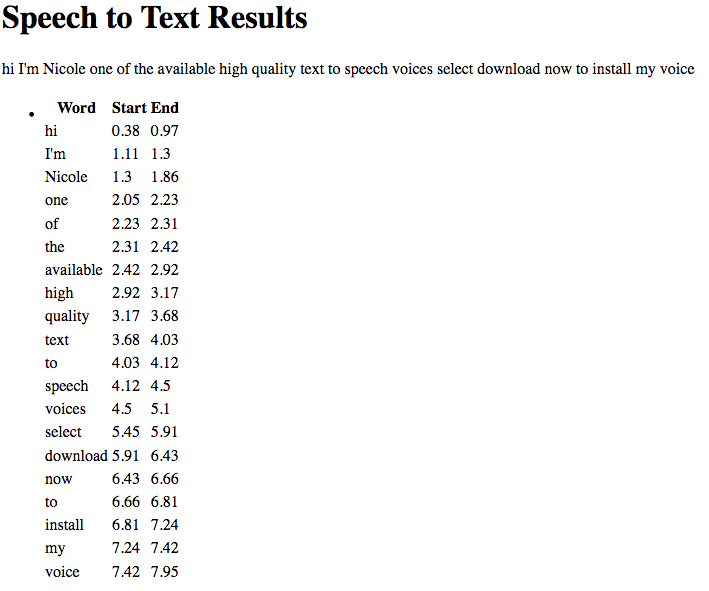 Speech to Text Results
hi I'm Nicole one of the available high quality text to speech voices select download now to install my voice
• Word Start End
hi 0.38 0.97
I'm 1.11 1.3
Nicole 1.3 1.86
one 2.05 2.23
of 2.23 2.31
the 2.31 2.42
available 2.42 2.92
high 2.92 3.17
quality 3.17 3.68
text 3.68 4.03
to 4.03 4.12
speech 4.12 4.5
voices 4.5 5.1
select 5.45 5.91
download 5.91 6.43
now 6.43 6.66
to 6.66 6.81
install 6.81 7.24
my 7.24 7.42
voice 7.42 7.95